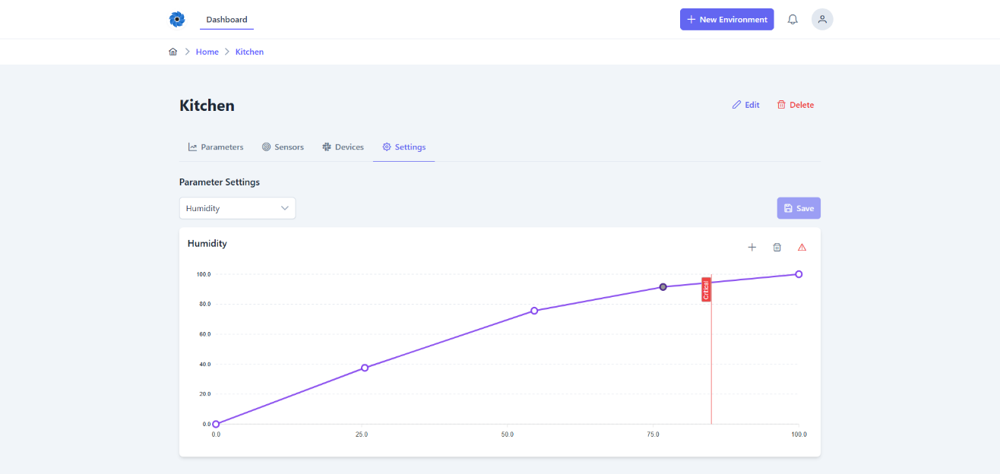 Dashboard
New Environment
Home
Kitchen
Kitchen
Edit
Delete
Parameters
Sensors
Devices
Settings
Parameter Settings
Humidity
Save
Humidity
100.0
80.0
60.0
40.0
20.0
0.0
Critical
0.0
25.0
50.0
75.0
100.0